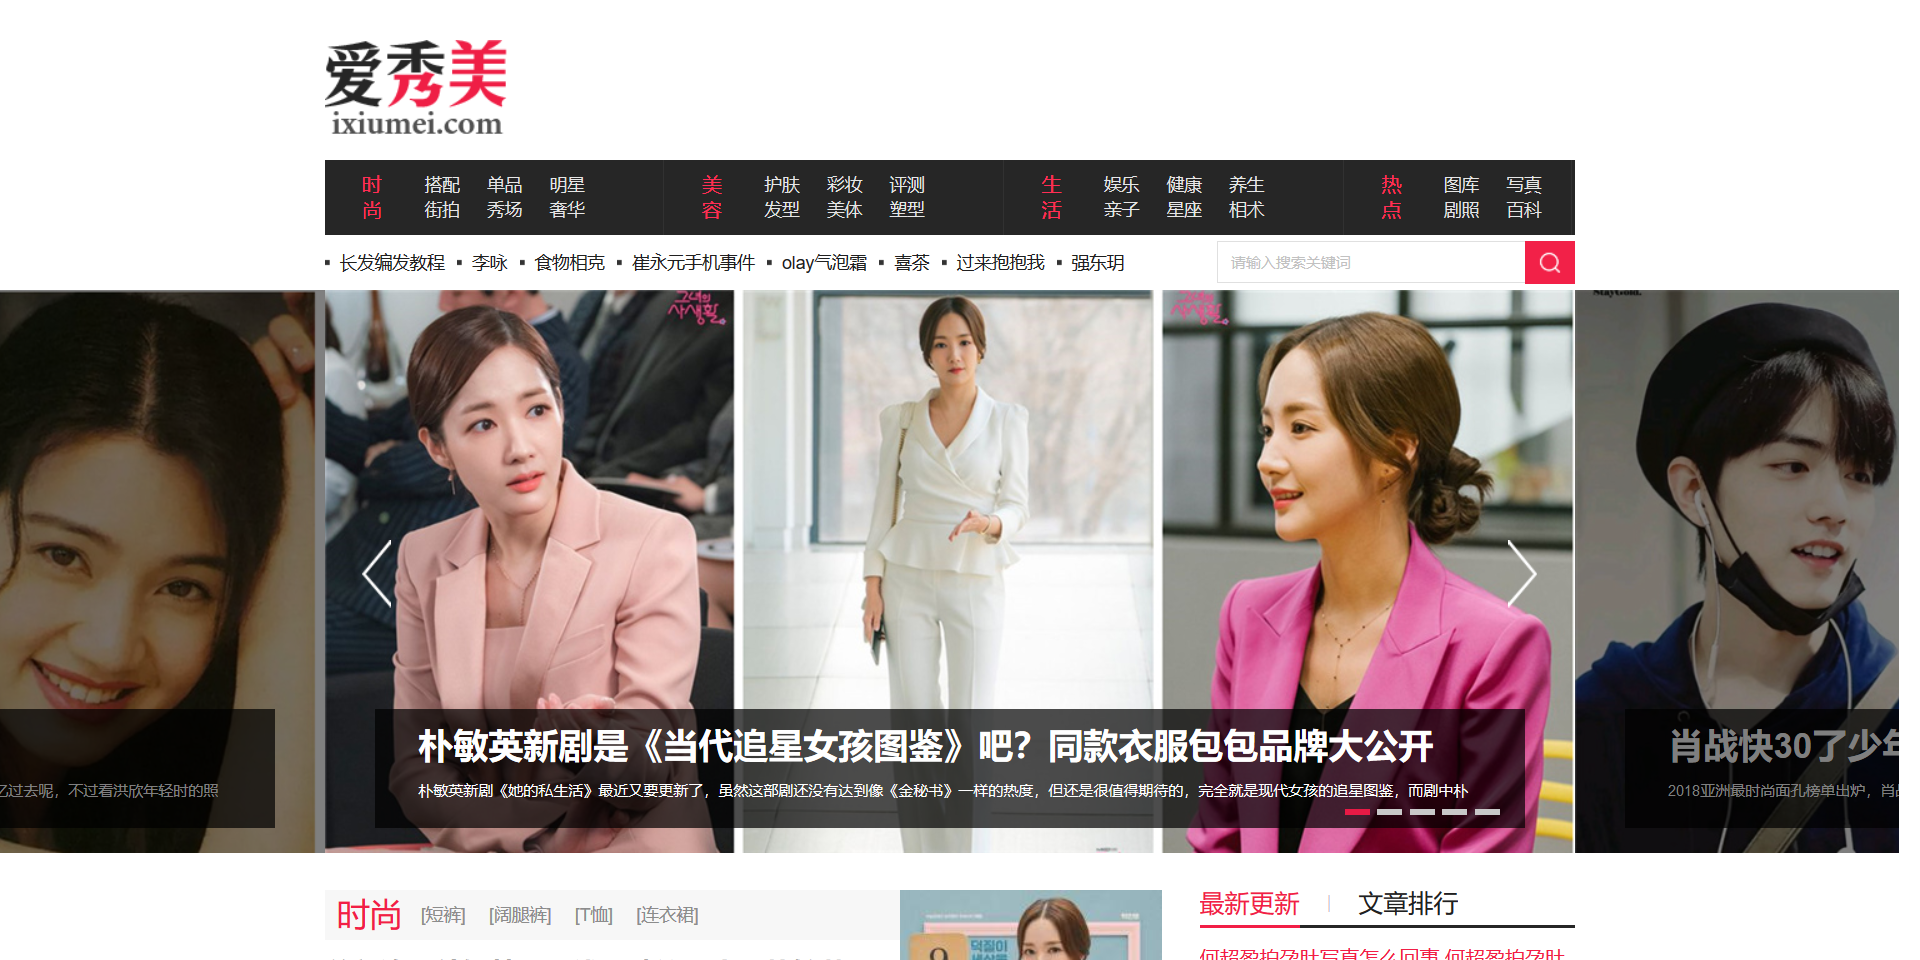 爱秀美
ixiumei.com
时尚 搭配 单品 明星 美容 护肤 彩妆 评测 生活 娱乐 健康 养生 热点 图库 写真
街拍 秀场 奢华 发型 美体 塑型 亲子 星座 相术 剧照 百科
长发编发教程 李咏 食物相克 崔永元手机事件 olay气泡霜 喜茶 过来抱抱我 强东玥
请输入搜索关键词
그녀의
사생활
朴敏英新剧是《当代追星女孩图鉴》吧？同款衣服包包品牌大公开
朴敏英新剧《她的私生活》最近又要更新了，虽然这部剧还没有达到像《金秘书》一样的热度，但还是很值得期待的，完全就是现代女孩的追星图鉴，而剧中朴
过去呢，不过看洪欣年轻时的照
肖战快30了少年
2018亚洲最时尚面孔榜单出炉，肖
时尚 [短裤] [阔腿裤] [T恤] [连衣裙]
덕질이
最新更新 | 文章排行
何超盈拍孕肚写真怎么回事 何超盈拍孕肚